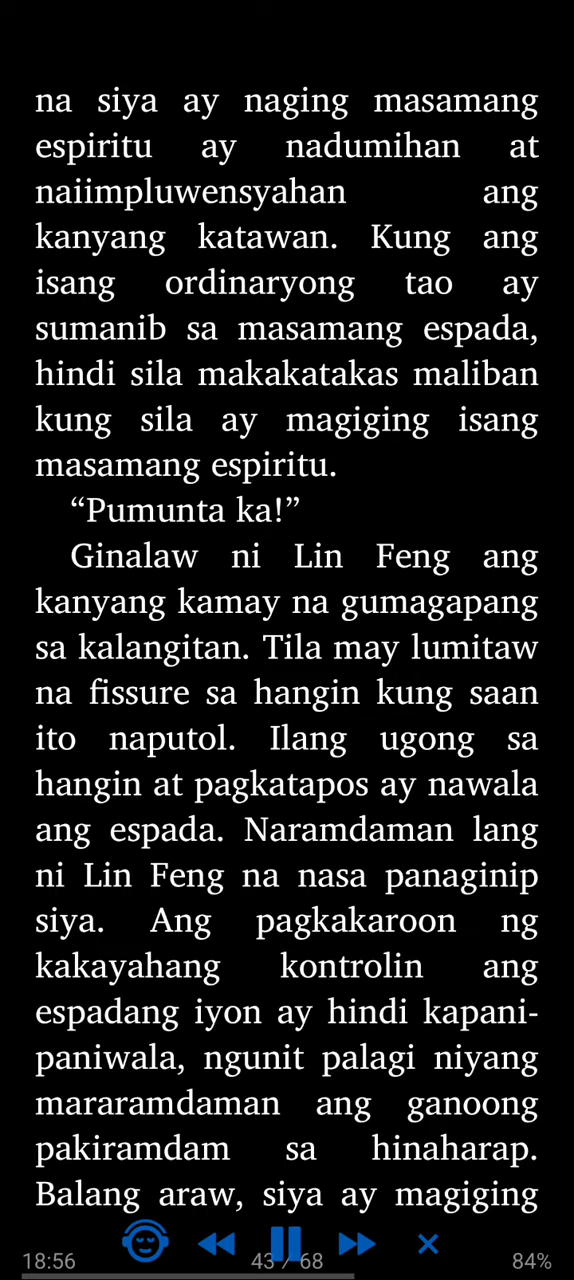 na siya ay naging masamang
espiritu ay nadumihan at
naiimpluwensyahan ang
kanyang katawan. Kung ang
isang ordinaryong tao ay
sumanib sa masamang espada,
hindi sila makakatakas maliban
kung sila ay magiging isang
masamang espiritu.
“Pumunta ka!”
Ginalaw ni Lin Feng ang
kanyang kamay na gumagapang
sa kalangitan. Tila may lumitaw
na fissure sa hangin kung saan
ito naputol. Ilang ugong sa
hangin at pagkatapos ay nawala
ang espada. Naramdaman lang
ni Lin Feng na nasa panaginip
siya. Ang pagkakaroon ng
kakayahang kontrolin ang
espadang iyon ay hindi kapani-
paniwala, ngunit palagi niyang
mararamdaman ang ganoong
pakiramdam sa hinaharap.
Balang araw, siya ay magiging
18:56 43 / 68 84%